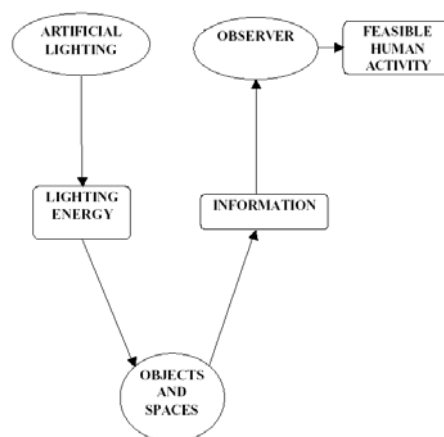 ARTIFICIAL
LIGHTING
OBSERVER
FEASIBLE
HUMAN
ACTIVITY
LIGHTING
ENERGY
INFORMATION
OBJECTS
AND
SPACES